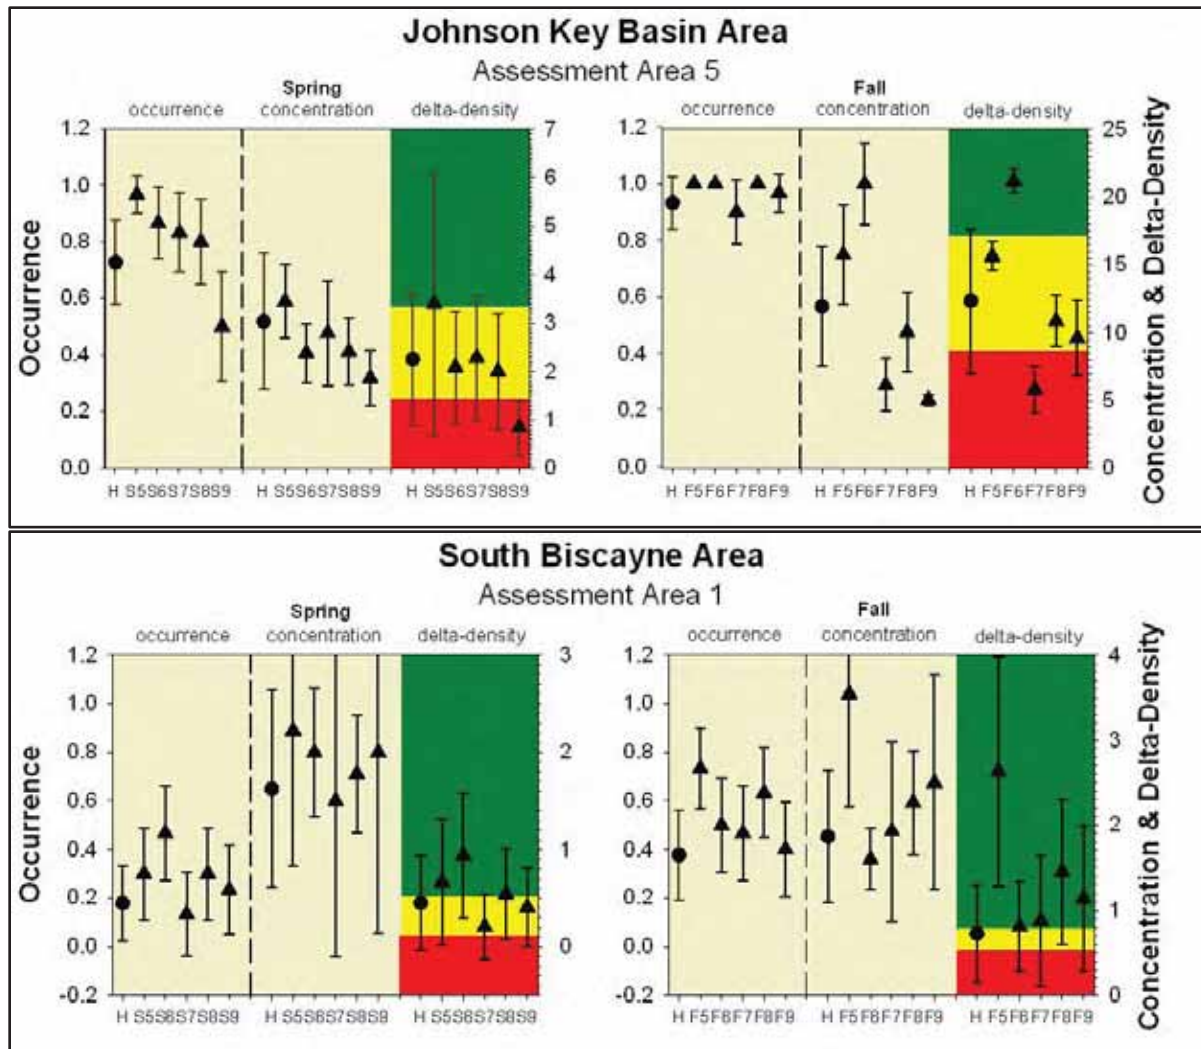 Johnson Key Basin Area
Assessment Area 5
Spring
Fall
occurrence concentration delta-density
occurrence concentration delta-density
Occurrence
1.2
1.0
0.8
0.6
0.4
0.2
0.0
7
6
5
4
3
2
1
0
H S5S6S7S8S9 H S5S6S7S8S9 H S5S6S7S8S9
1.2
1.0
0.8
0.6
0.4
0.2
0.0
25
20
15
10
5
0
H F5F6F7F8F9 H F5F6F7F8F9 H F5F6F7F8F9
Concentration & Delta-Density
South Biscayne Area
Assessment Area 1
Spring
Fall
occurrence concentration delta-density
occurrence concentration delta-density
Occurrence
1.2
1.0
0.8
0.6
0.4
0.2
0.0
-0.2
3
2
1
0
H S5S6S7S8S9 H S5S6S7S8S9 H S5S6S7S8S9
1.2
1.0
0.8
0.6
0.4
0.2
0.0
-0.2
4
3
2
1
0
H F5F6F7F8F9 H F5F6F7F8F9 H F5F6F7F8F9
Concentration & Delta-Density